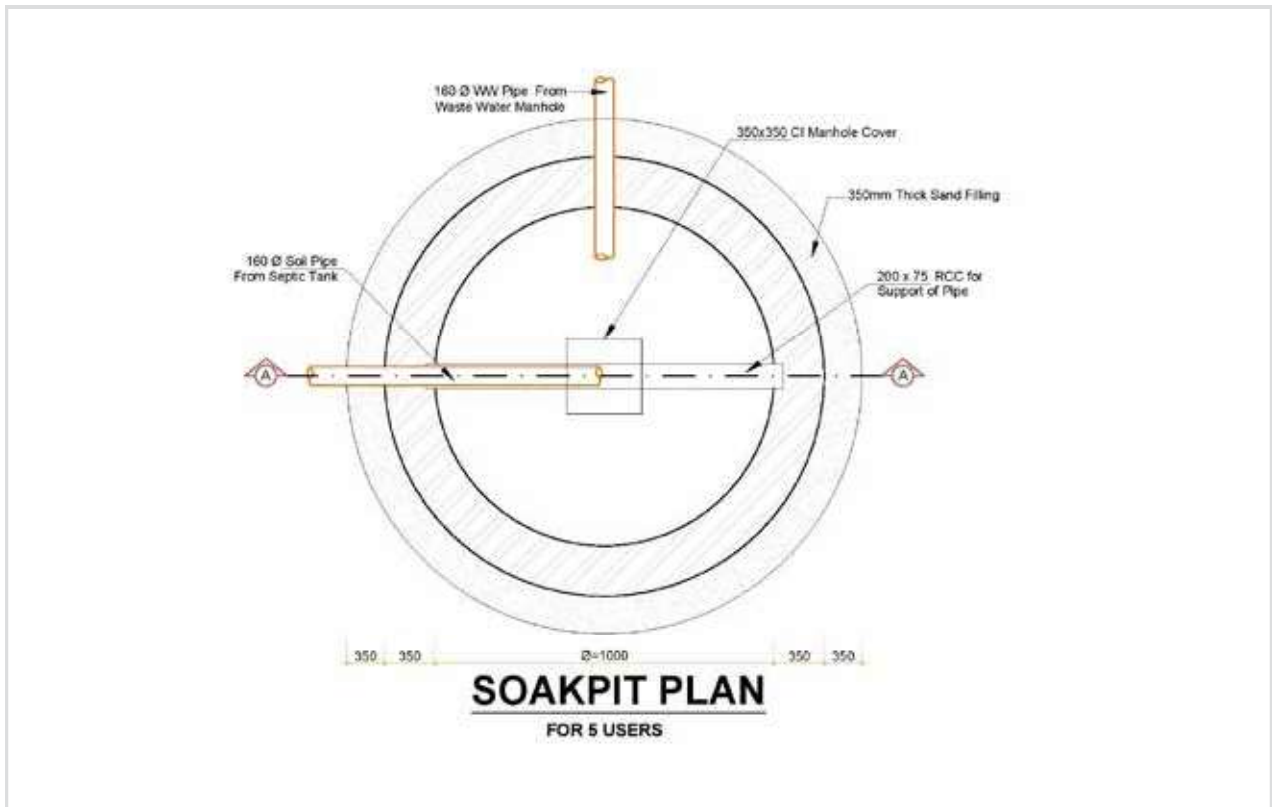 160 Ø WW Pipe From
Waste Water Manhole
350x350 CI Manhole Cover
350mm Thick Sand Filling
160 Ø Soil Pipe
From Septic Tank
200 x 75 RCC for
Support of Pipe
A
A
350 350 Ø=1000 350 350
SOAKPIT PLAN
FOR 5 USERS